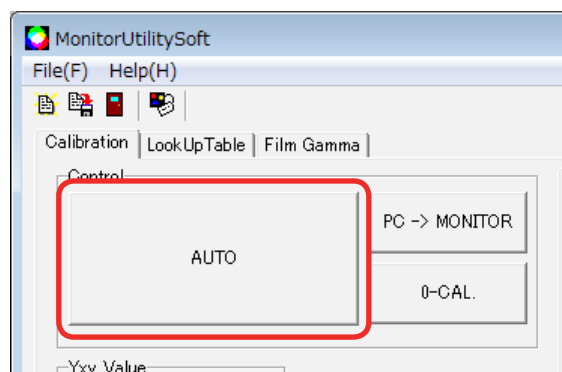 MonitorUtilitySoft
File(F) Help(H)
Calibration LookUpTable Film Gamma
Control
AUTO
PC -> MONITOR
0-CAL.
Yxy Value